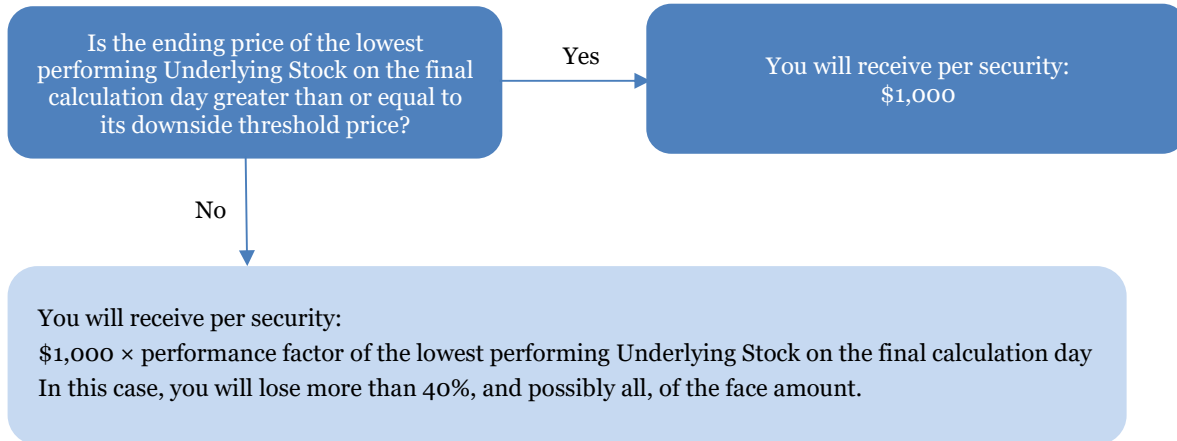 Is the ending price of the lowest
performing Underlying Stock on the final
calculation day greater than or equal to
its downside threshold price?
Yes
You will receive per security:
$1,000
No
You will receive per security:
$1,000 × performance factor of the lowest performing Underlying Stock on the final calculation day
In this case, you will lose more than 40%, and possibly all, of the face amount.